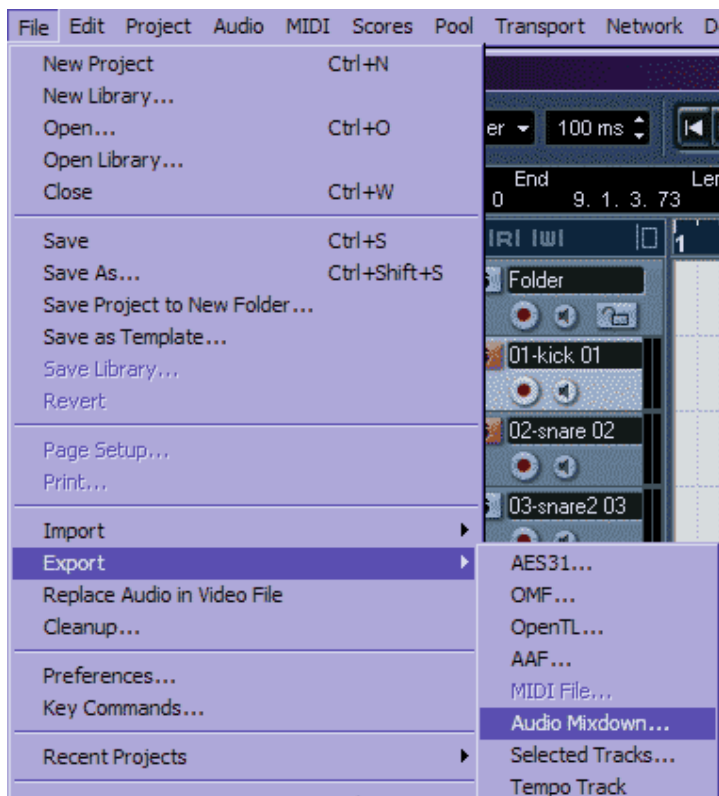 File Edit Project Audio MIDI Scores Pool Transport Network D
New Project Ctrl+N
New Library...
Open... Ctrl+O
Open Library...
Close Ctrl+W
Save Ctrl+S
Save As... Ctrl+Shift+S
Save Project to New Folder...
Save as Template...
Save Library...
Revert
Page Setup...
Print...
Import
Export
Replace Audio in Video File
Cleanup...
Preferences...
Key Commands...
Recent Projects
AES31...
OMF...
OpenTL...
AAF...
MIDI File...
Audio Mixdown...
Selected Tracks...
Tempo Track
er 100 ms
End Ler
0 9. 1. 3. 73
R W 1
Folder
01-kick 01
02-snare 02
03-snare2 03